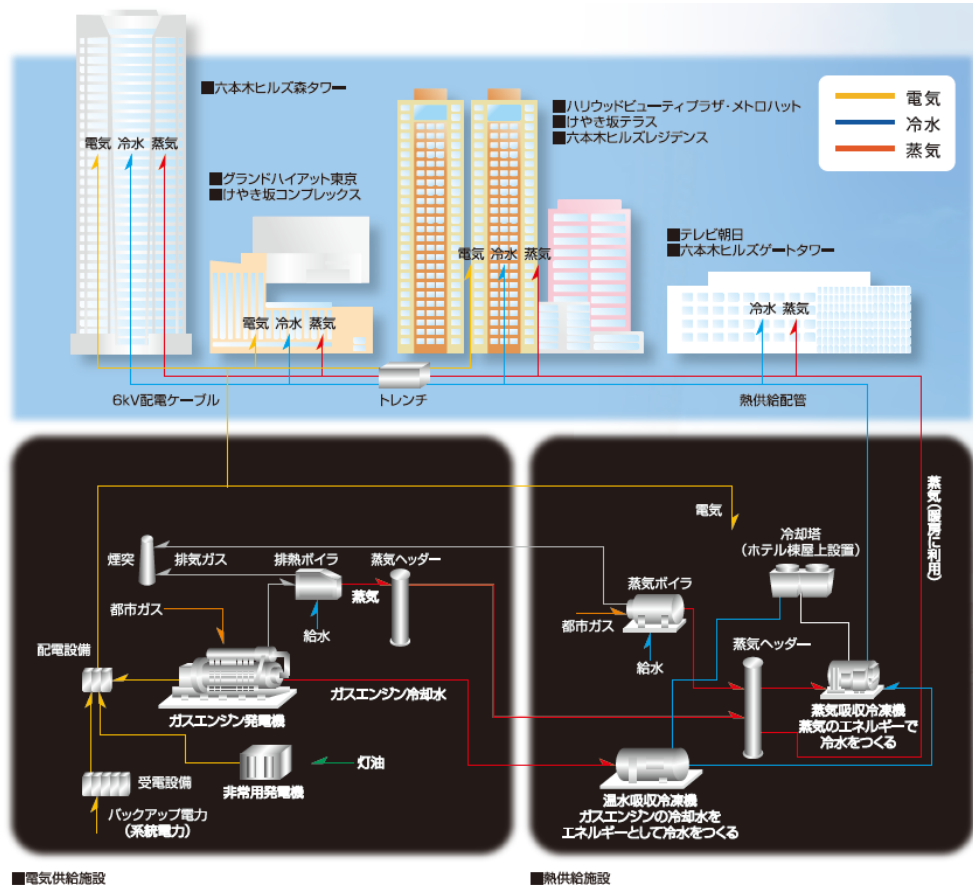 ■六本木ヒルズ森タワー
■ハリウッドビューティプラザ・メトロハット
■けやき坂テラス
■六本木ヒルズレジデンス
電気
冷水
蒸気
電気 冷水 蒸気
■グランドハイアット東京
■けやき坂コンプレックス
■テレビ朝日
■六本木ヒルズゲートタワー
電気 冷水 蒸気
電気 冷水 蒸気
冷水 蒸気
6kV配電ケーブル
トレンチ
熱供給配管
蒸気(暖房に利用)
電気
冷却塔
(ホテル棟屋上設置)
煙突
排気ガス
排熱ボイラ
蒸気ヘッダー
蒸気
都市ガス
給水
配電設備
ガスエンジン発電機
ガスエンジン冷却水
蒸気ボイラ
都市ガス
給水
蒸気ヘッダー
蒸気吸収冷凍機
蒸気のエネルギーで
冷水をつくる
灯油
非常用発電機
受電設備
バックアップ電力
(系統電力)
温水吸収冷凍機
ガスエンジンの冷却水を
エネルギーとして冷水をつくる
■電気供給施設
■熱供給施設